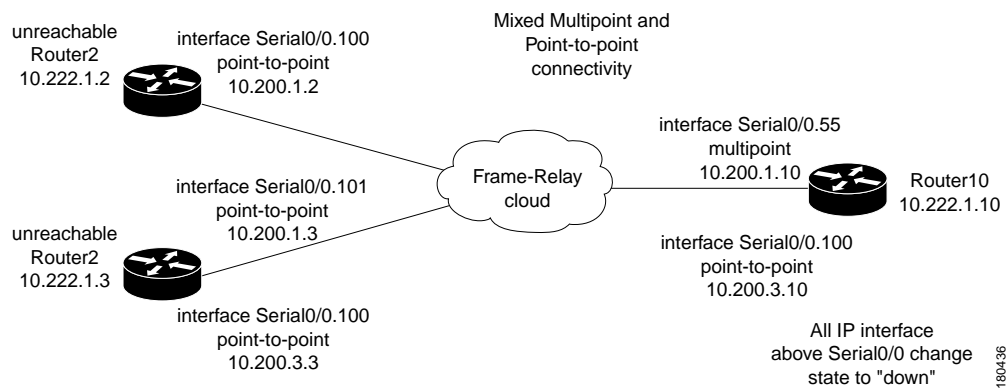 unreachable
Router2
10.222.1.2
interface Serial0/0.100
point-to-point
10.200.1.2
Mixed Multipoint and
Point-to-point
connectivity
interface Serial0/0.55
multipoint
10.200.1.10
Frame-Relay
cloud
Router10
10.222.1.10
interface Serial0/0.101
point-to-point
10.200.1.3
unreachable
Router2
10.222.1.3
interface Serial0/0.100
point-to-point
10.200.3.10
interface Serial0/0.100
point-to-point
10.200.3.3
All IP interface
above Serial0/0 change
state to "down"
180436